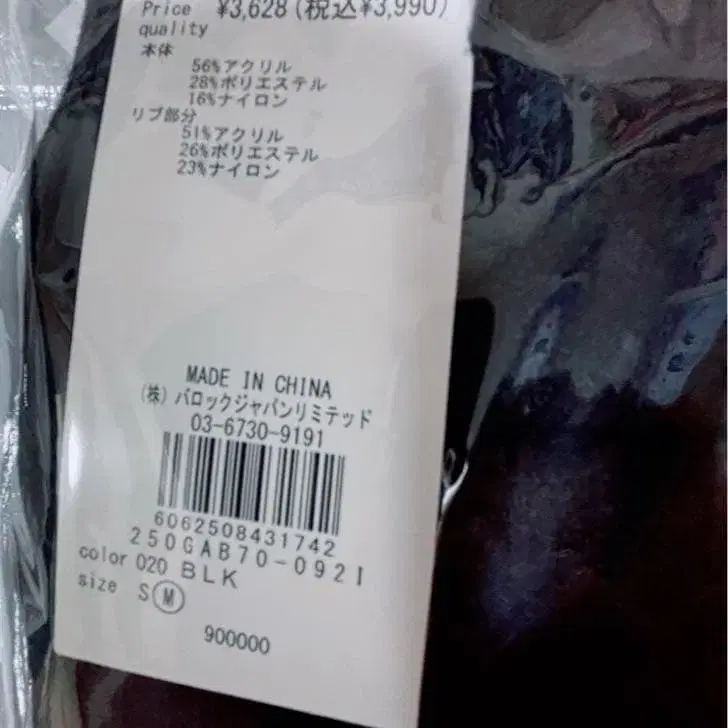 Price ¥3,628(税込¥3,990)
quality
本体
56%アクリル
28%ポリエステル
16%ナイロン
リブ部分
51%アクリル
26%ポリエステル
23%ナイロン
MADE IN CHINA
(株)バロックジャパンリミテッド
03-6730-9191
6062508431742
250GAB70-092I
color 020 BLK
size S M
900000